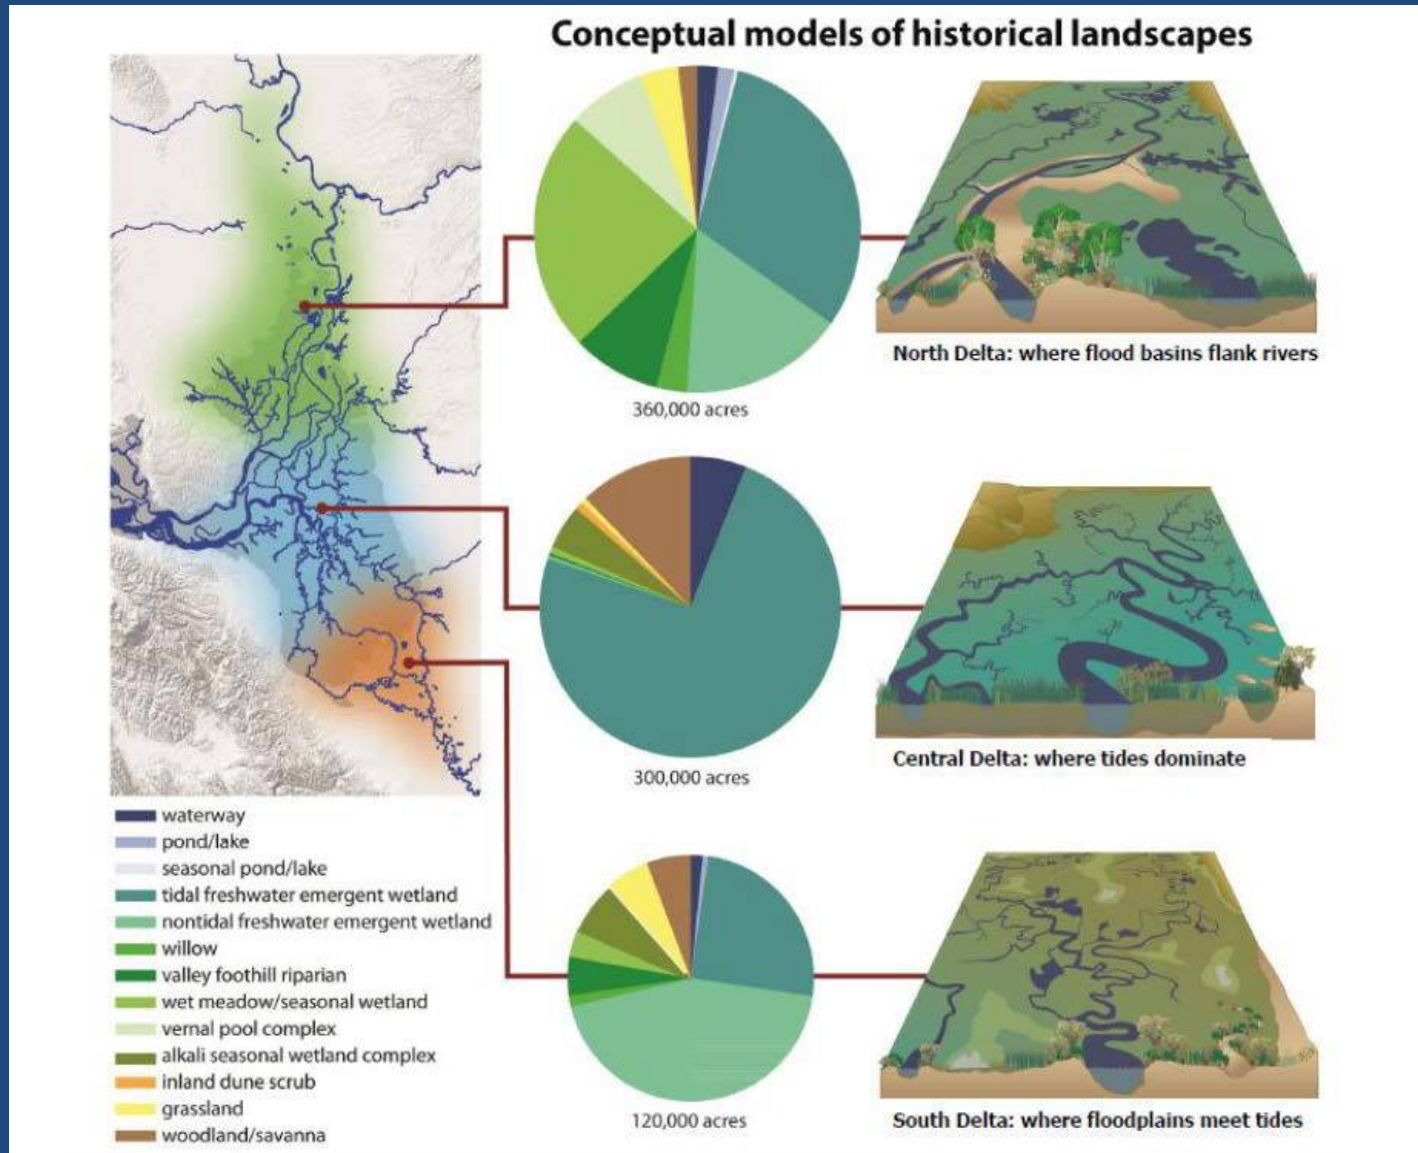 Conceptual models of historical landscapes
360,000 acres
North Delta: where flood basins flank rivers
300,000 acres
Central Delta: where tides dominate
waterway
pond/lake
seasonal pond/lake
tidal freshwater emergent wetland
nontidal freshwater emergent wetland
willow
valley foothill riparian
wet meadow/seasonal wetland
vernal pool complex
alkali seasonal wetland complex
inland dune scrub
grassland
woodland/savanna
120,000 acres
South Delta: where floodplains meet tides